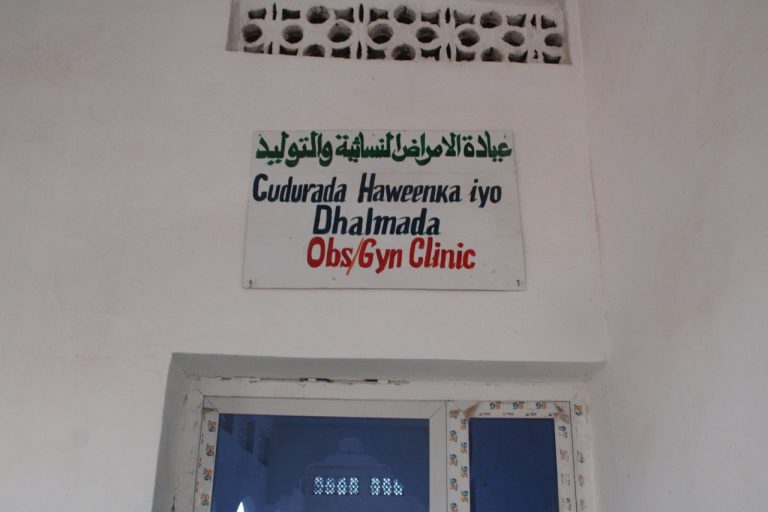 عيادة الامراض النسائية والتوليد
Cudurada Haweenka iyo
Dhalmada
Obs/Gyn Clinic